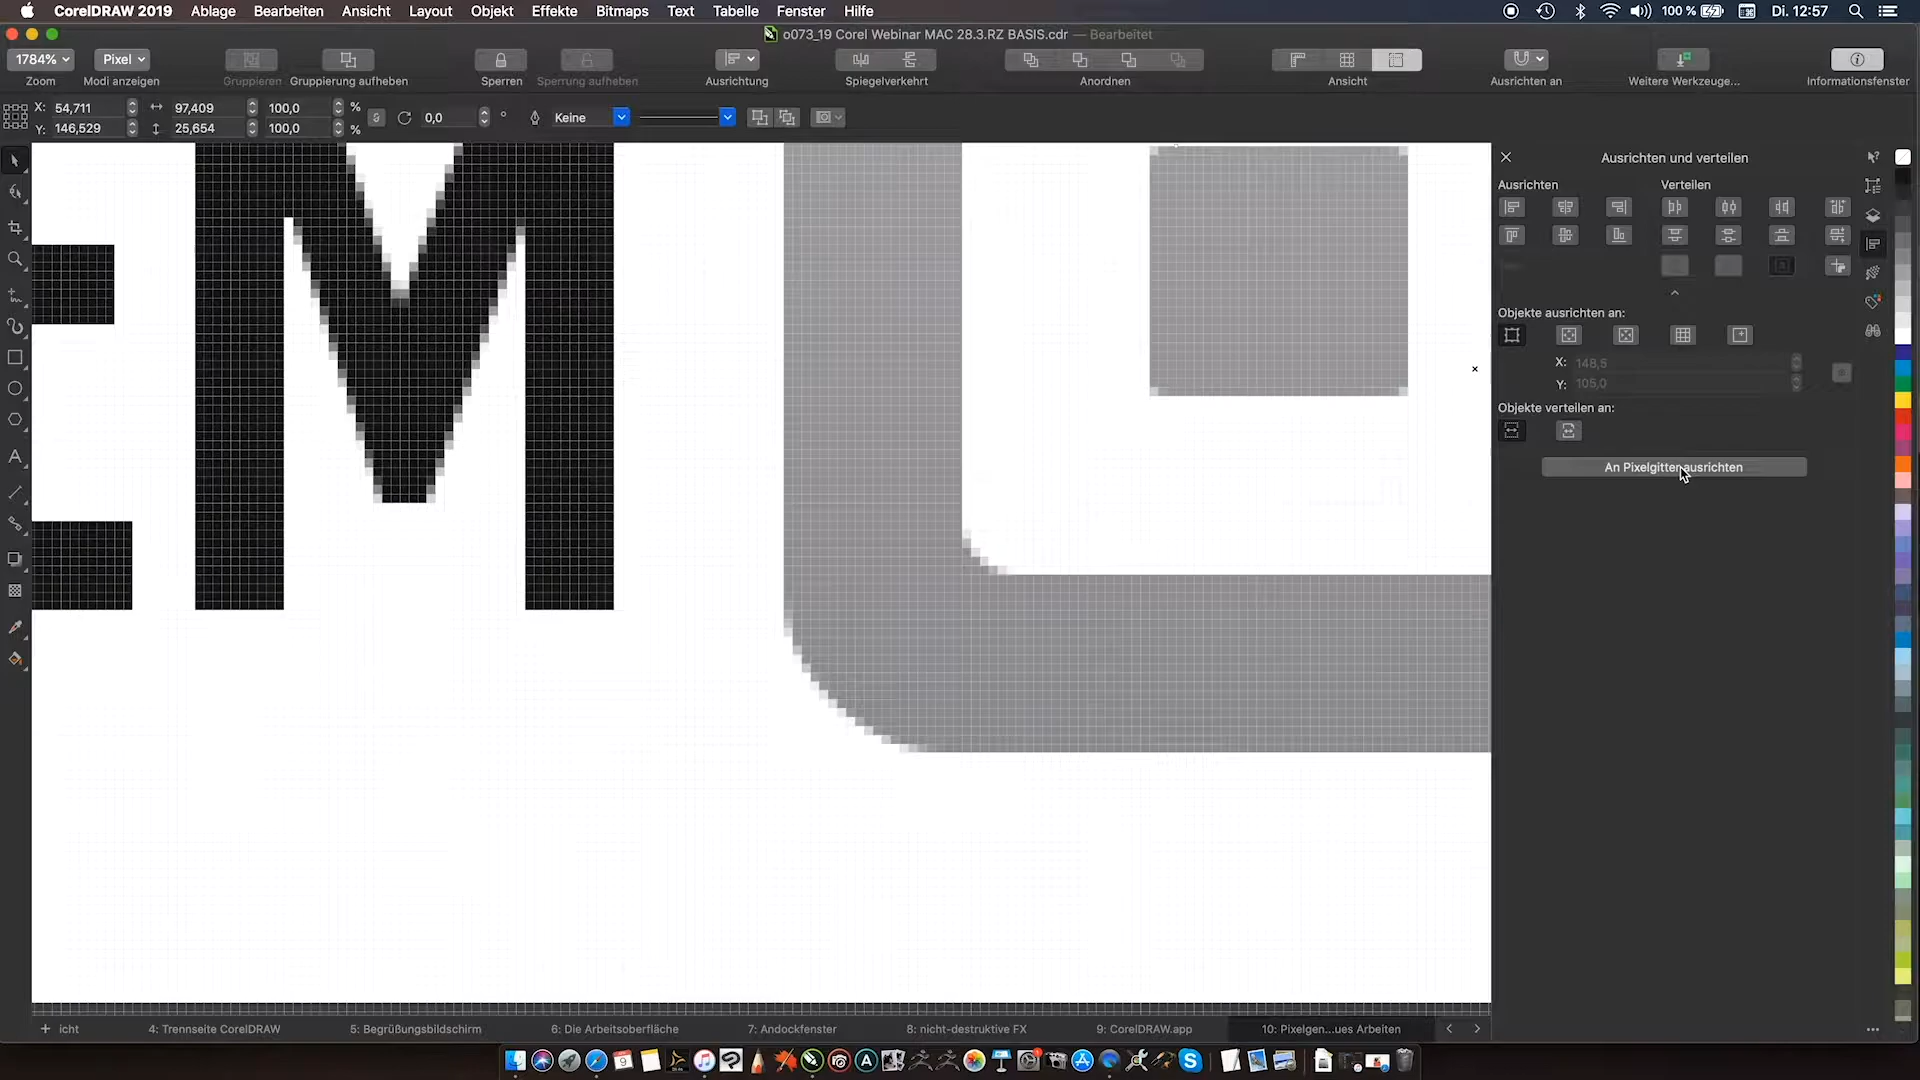 CorelDRAW 2019 Ablage Bearbeiten Ansicht Layout Objekt Effekte Bitmaps Text Tabelle Fenster Hilfe 100 % Di. 12:57
o073_19 Corel Webinar MAC 28.3.RZ BASIS.cdr — Bearbeitet
1784% Pixel
Zoom Modi anzeigen Gruppieren Gruppierung aufheben Sperren Sperrung aufheben Ausrichtung Spiegelverkehrt Anordnen Ansicht Ausrichten an Weitere Werkzeuge... Informationsfenster
X: 54,711 97,409 100,0 %
0,0 ° Keine
Y: 146,529 25,654 100,0 %
EM
Ausrichten und verteilen
Ausrichten Verteilen
Objekte ausrichten an:
X: 148,5
Y: 105,0
Objekte verteilen an:
An Pixelgitter ausrichten
icht 4: Trennseite CorelDRAW 5: Begrüßungsbildschirm 6: Die Arbeitsoberfläche 7: Andockfenster 8: nicht-destruktive FX 9: CorelDRAW.app 10: Pixelgen...ues Arbeiten